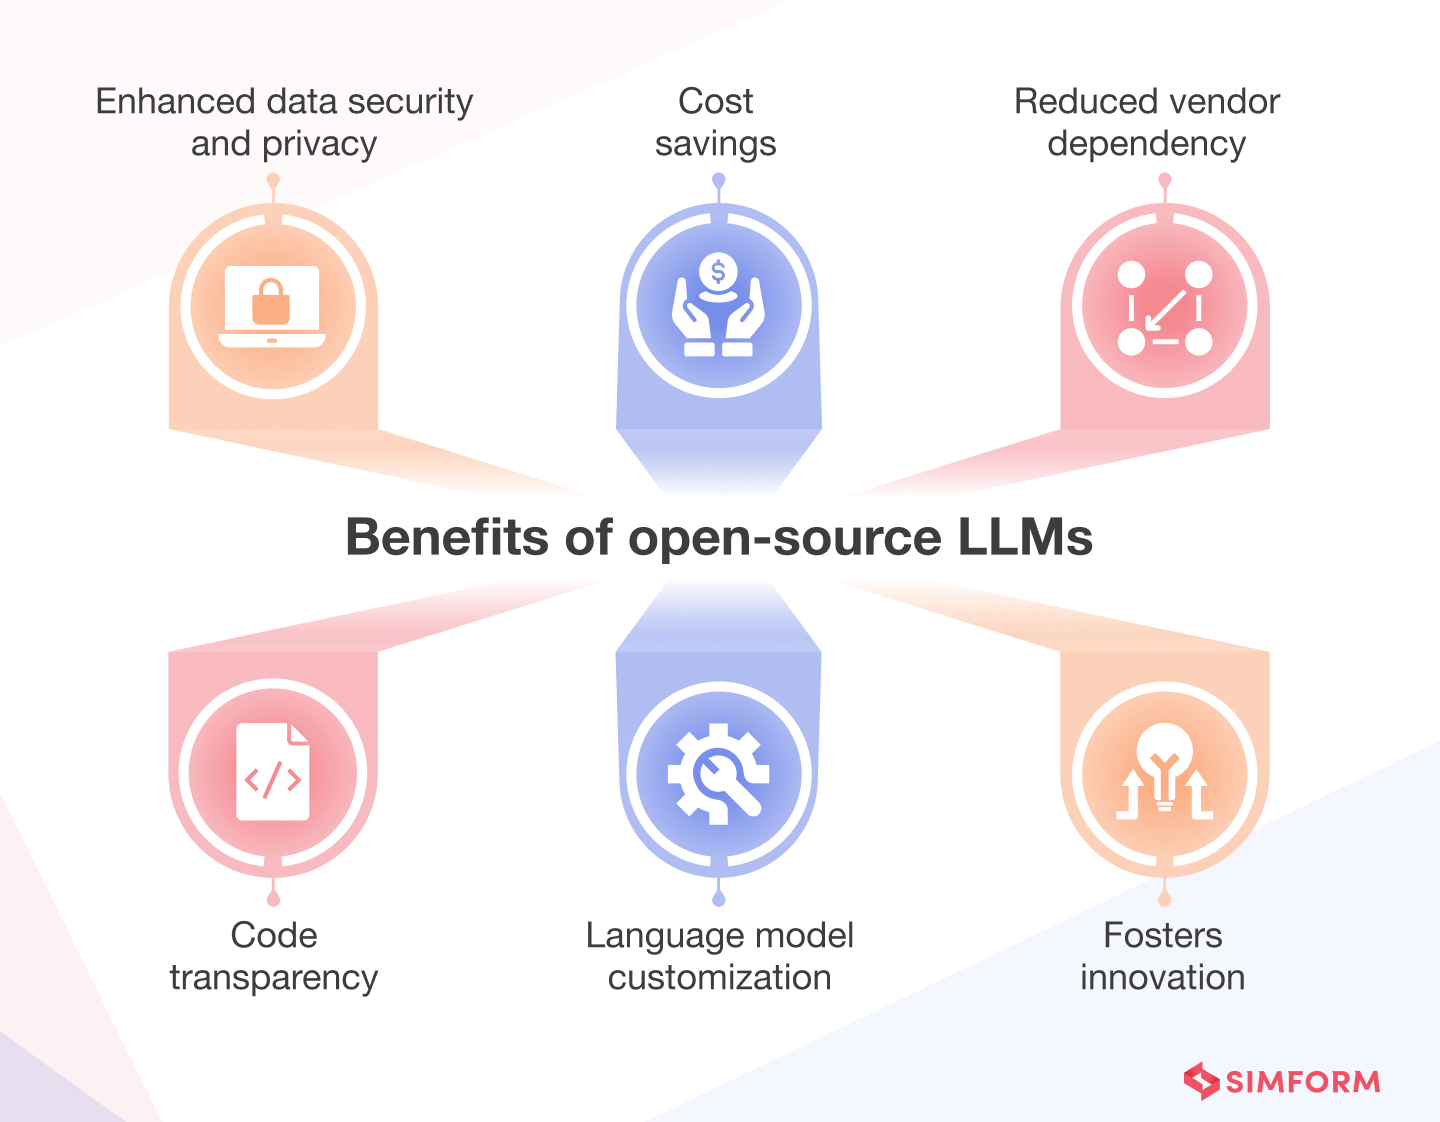 Enhanced data security
and privacy
Cost
savings
Reduced vendor
dependency
$
Benefits of open-source LLMs
</>
Code
transparency
Language model
customization
Fosters
innovation
SIMFORM